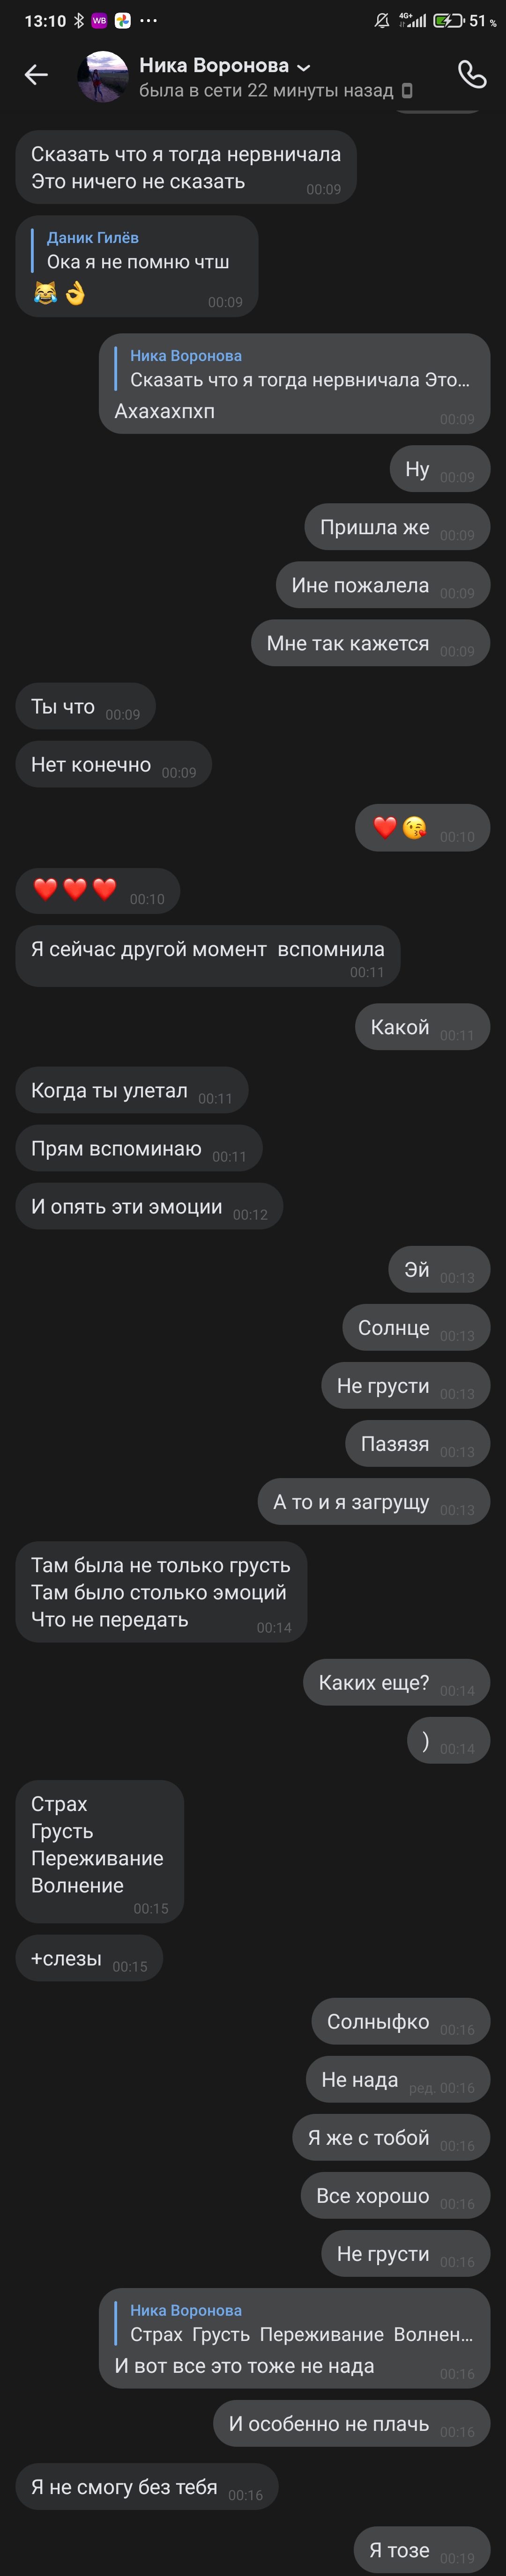 13:10 WB ... 4G+ 51 %
Ника Воронова
была в сети 22 минуты назад
Сказать что я тогда нервничала
Это ничего не сказать 00:09
Даник Гилёв
Ока я не помню чтш
😹👌 00:09
Ника Воронова
Сказать что я тогда нервничала Это...
Ахахахпхп 00:09
Ну 00:09
Пришла же 00:09
Ине пожалела 00:09
Мне так кажется 00:09
Ты что 00:09
Нет конечно 00:09
❤️😘 00:10
❤️❤️❤️ 00:10
Я сейчас другой момент вспомнила
00:11
Какой 00:11
Когда ты улетал 00:11
Прям вспоминаю 00:11
И опять эти эмоции 00:12
Эй 00:13
Солнце 00:13
Не грусти 00:13
Пазязя 00:13
А то и я загрущу 00:13
Там была не только грусть
Там было столько эмоций
Что не передать 00:14
Каких еще? 00:14
) 00:14
Страх
Грусть
Переживание
Волнение
00:15
+слезы 00:15
Солныфко 00:16
Не нада ред. 00:16
Я же с тобой 00:16
Все хорошо 00:16
Не грусти 00:16
Ника Воронова
Страх Грусть Переживание Волнен...
И вот все это тоже не нада 00:16
И особенно не плачь 00:16
Я не смогу без тебя 00:16
Я тозе 00:19